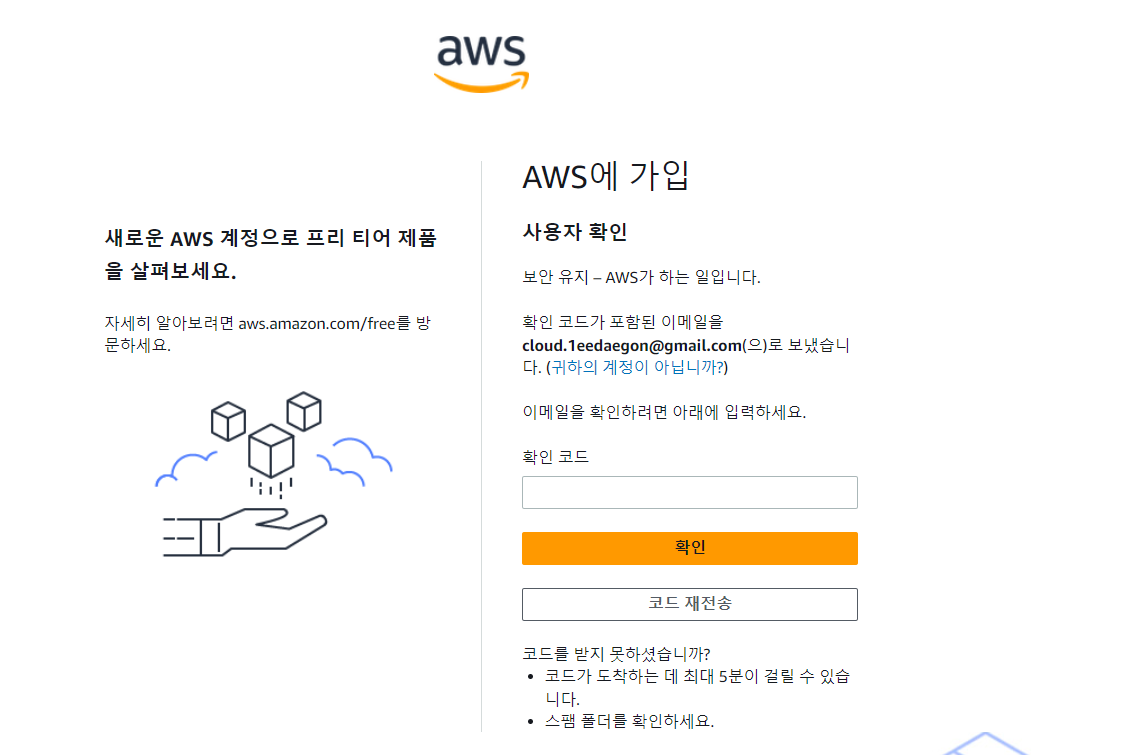 aws
새로운 AWS 계정으로 프리 티어 제품
을 살펴보세요.
자세히 알아보려면 aws.amazon.com/free를 방
문하세요.
AWS에 가입
사용자 확인
보안 유지 – AWS가 하는 일입니다.
확인 코드가 포함된 이메일을
cloud.1eedaegon@gmail.com(으)로 보냈습니
다. (귀하의 계정이 아닙니까?)
이메일을 확인하려면 아래에 입력하세요.
확인 코드
확인
코드 재전송
코드를 받지 못하셨습니까?
• 코드가 도착하는 데 최대 5분이 걸릴 수 있습
니다.
• 스팸 폴더를 확인하세요.